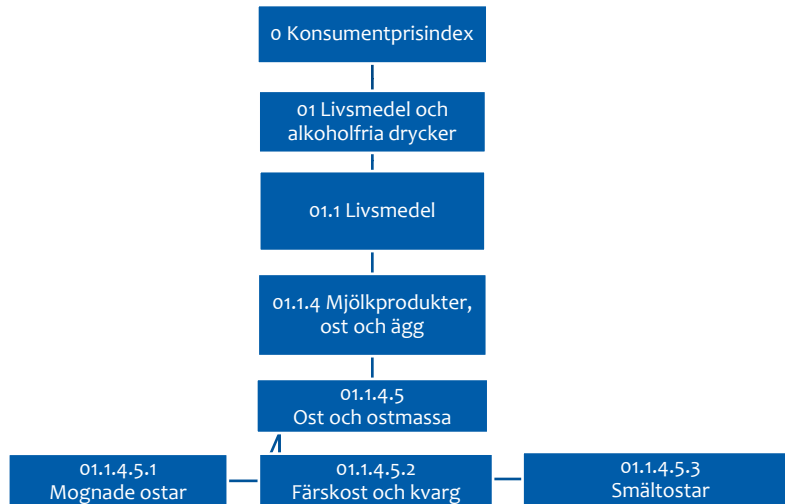 0 Konsumentprisindex
01 Livsmedel och
alkoholfria drycker
01.1 Livsmedel
01.1.4 Mjölkprodukter,
ost och ägg
01.1.4.5
Ost och ostmassa
01.1.4.5.1
Mognade ostar
01.1.4.5.2
Färskost och kvarg
01.1.4.5.3
Smältostar